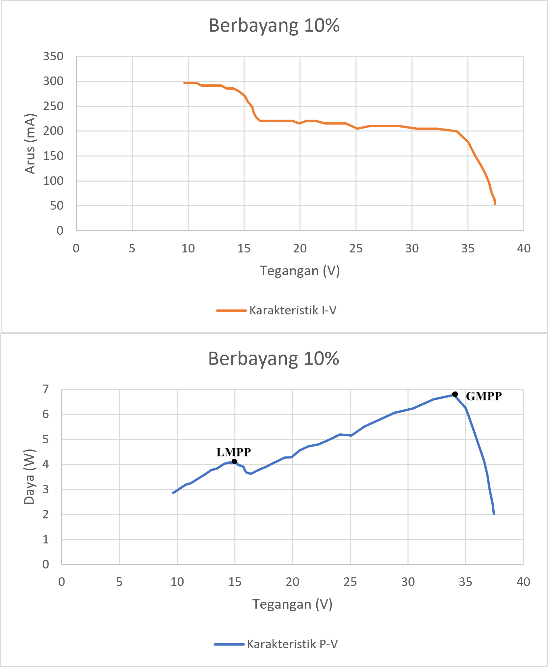 Berbayang 10%
350
300
250
200
150
100
50
0
Arus (mA)
0 5 10 15 20 25 30 35 40
Tegangan (V)
Karakteristik I-V
Berbayang 10%
7
6
5
4
3
2
1
0
Daya (W)
LMPP
GMPP
0 5 10 15 20 25 30 35 40
Tegangan (V)
Karakteristik P-V